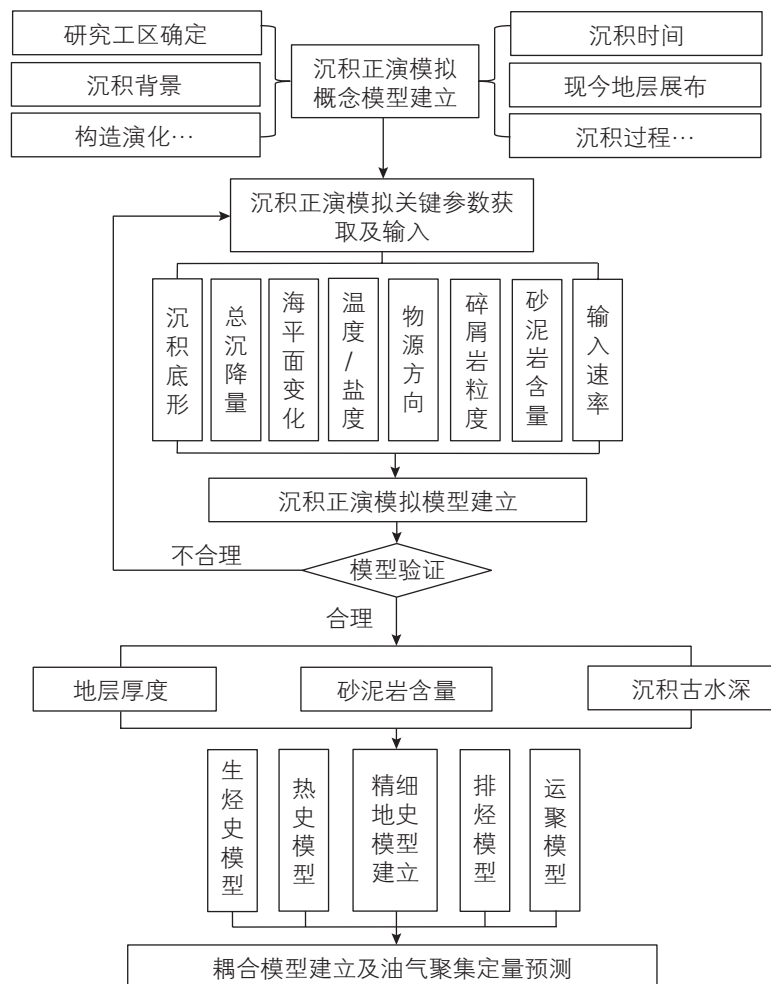 研究工区确定
沉积背景
构造演化…
沉积正演模拟
概念模型建立
沉积时间
现今地层展布
沉积过程…
沉积正演模拟关键参数获
取及输入
沉积底形
总沉降量
海平面变化
温度/盐度
物源方向
碎屑岩粒度
砂泥岩含量
输入速率
沉积正演模拟模型建立
不合理
模型验证
合理
地层厚度
砂泥岩含量
沉积古水深
生烃史模型
热史模型
精细
地史
模型
建立
排烃模型
运聚模型
耦合模型建立及油气聚集定量预测